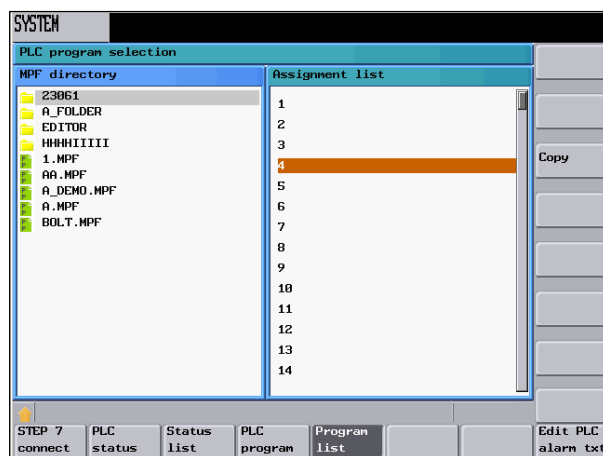 SYSTEM
PLC program selection
MPF directory
Assignment list
23061
A_FOLDER
EDITOR
HHHHIIIII
1.MPF
AA.MPF
A_DEMO.MPF
A.MPF
BOLT.MPF
1
2
3
4
5
6
7
8
9
10
11
12
13
14
Copy
STEP 7 connect
PLC status
Status list
PLC program
Program list
Edit PLC alarm txt